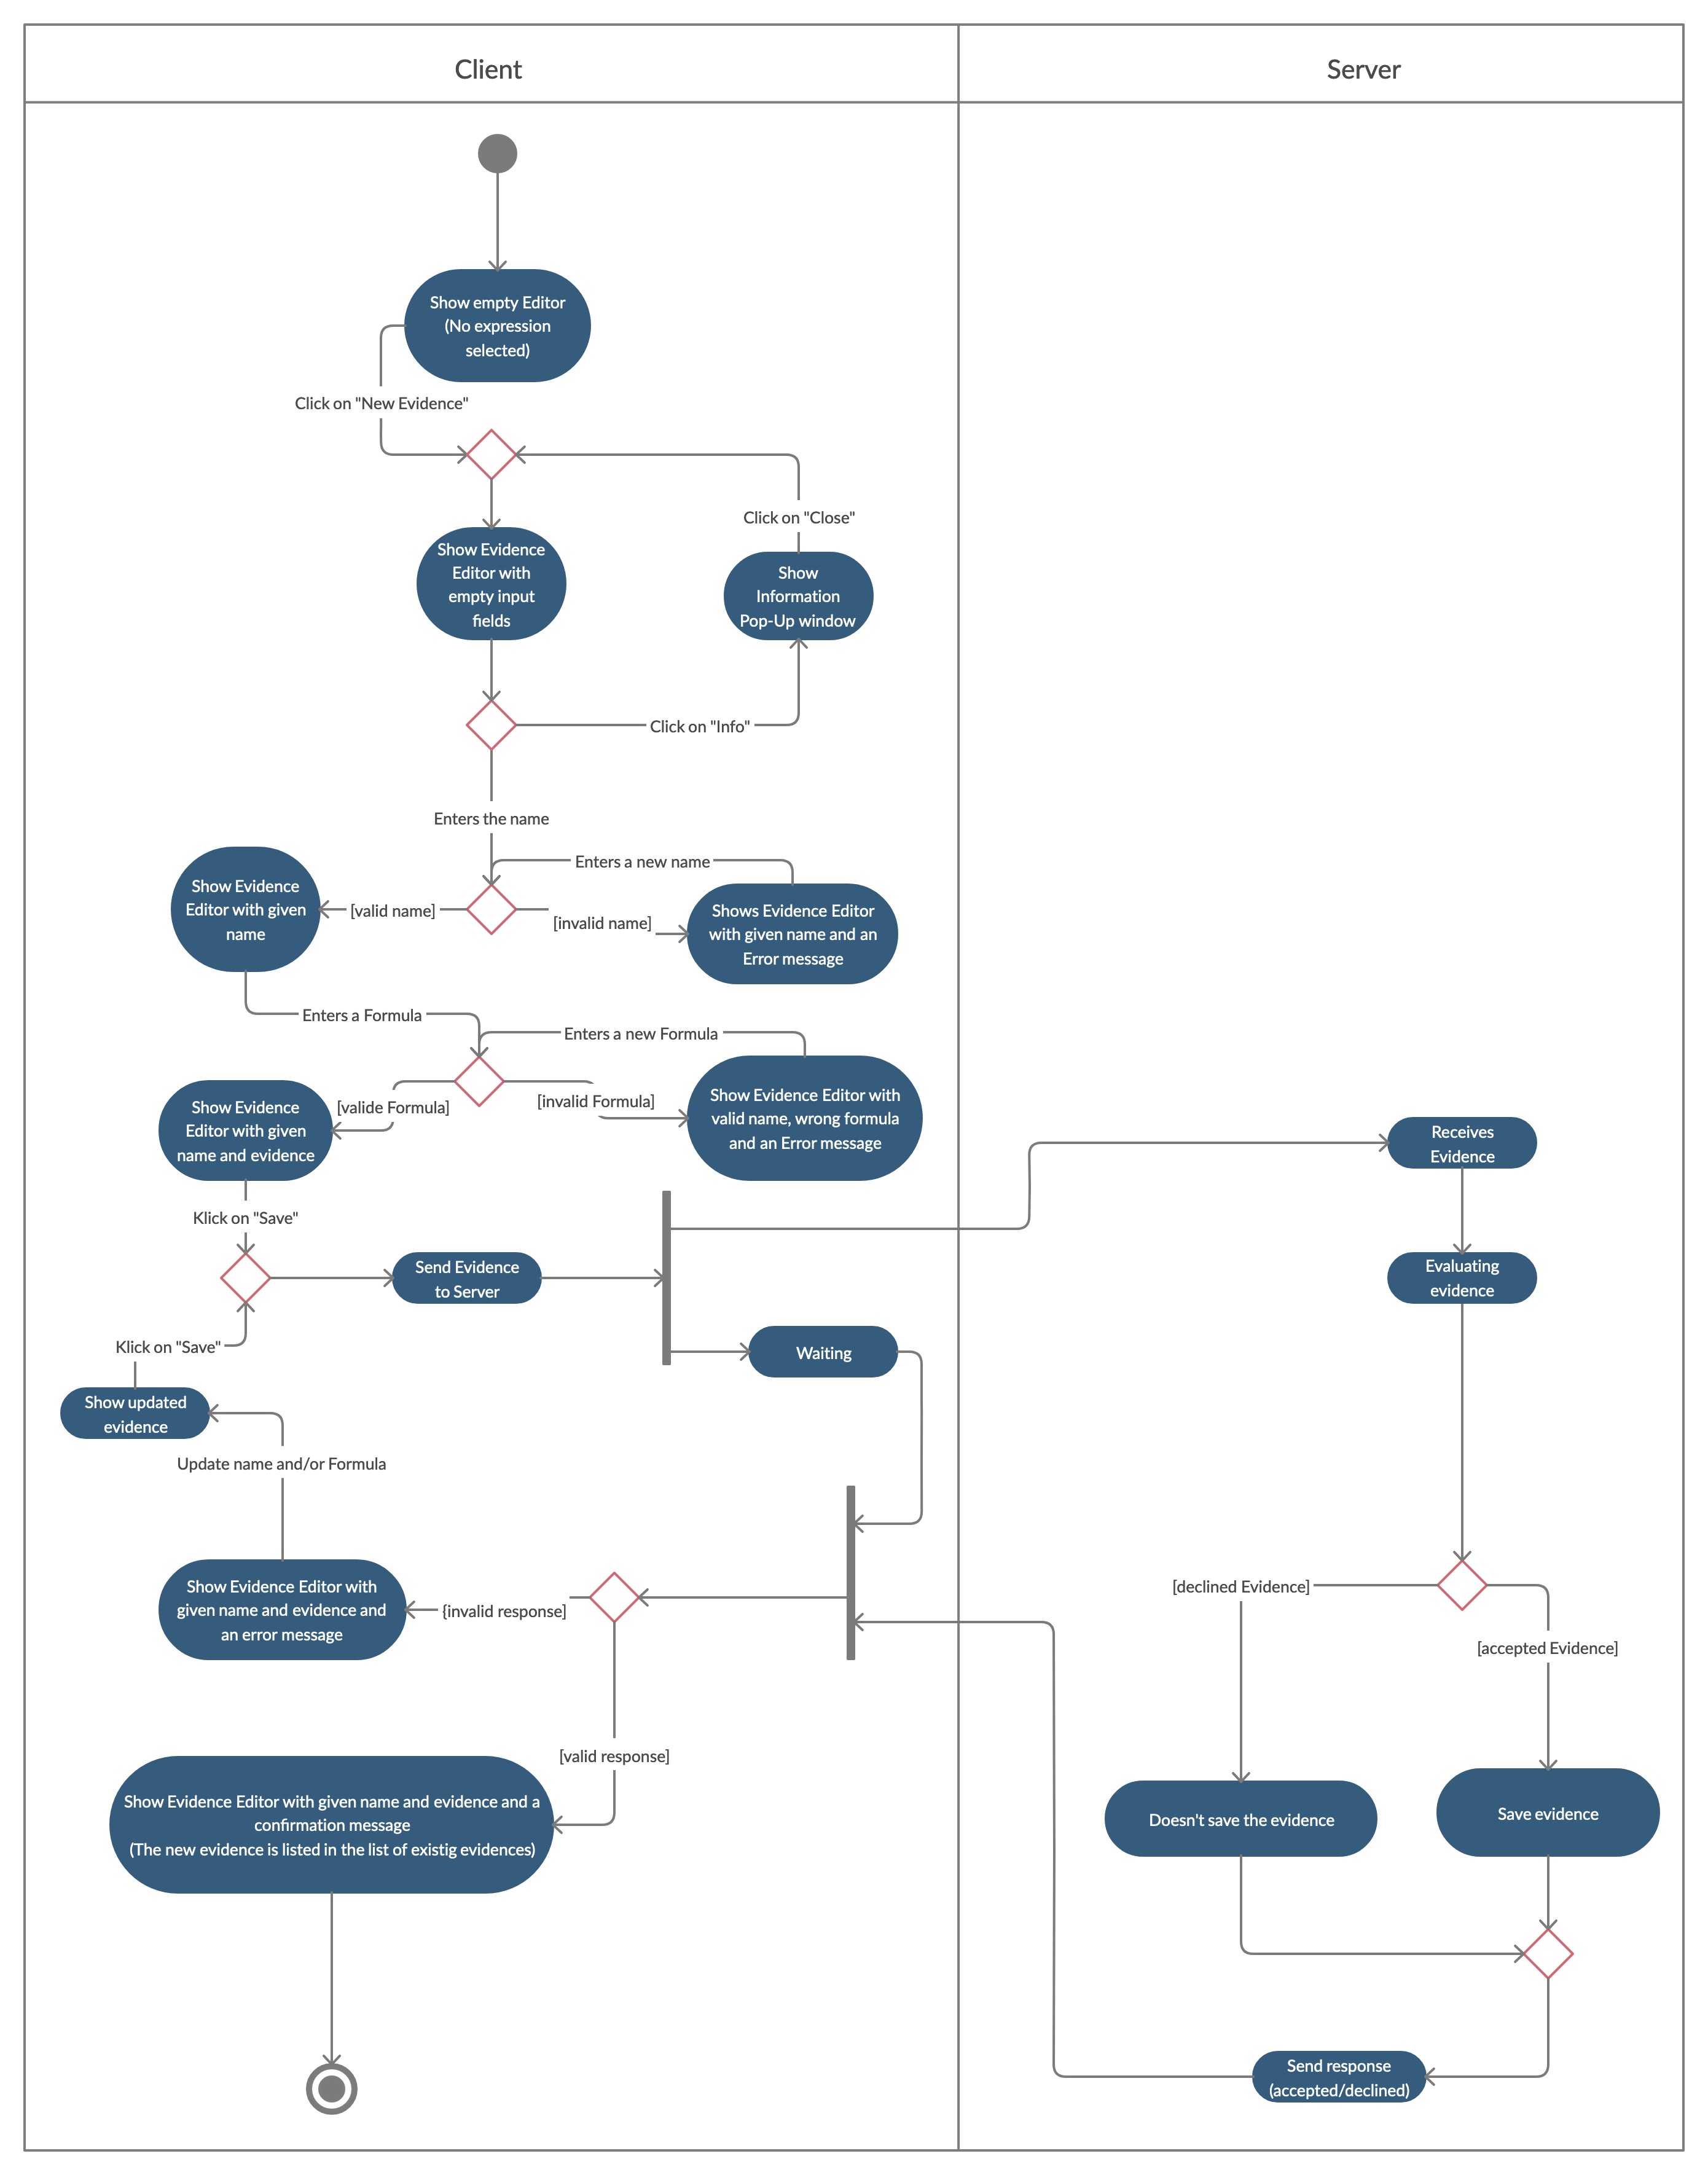 Client
Server
Show empty Editor
(No expression
selected)
Click on "New Evidence"
Click on "Close"
Show Evidence
Editor with
empty input
fields
Show
Information
Pop-Up window
Click on "Info"
Enters the name
Enters a new name
Show Evidence
Editor with given
name
[valid name]
[invalid name]
Shows Evidence Editor
with given name and an
Error message
Enters a Formula
Enters a new Formula
Show Evidence
Editor with given
name and evidence
[valide Formula]
[invalid Formula]
Show Evidence Editor with
valid name, wrong formula
and an Error message
Receives
Evidence
Klick on "Save"
Send Evidence
to Server
Evaluating
evidence
Klick on "Save"
Waiting
Show updated
evidence
Update name and/or Formula
Show Evidence Editor with
given name and evidence and
an error message
{invalid response]
[declined Evidence]
[accepted Evidence]
[valid response]
Show Evidence Editor with given name and evidence and a
confirmation message
(The new evidence is listed in the list of existig evidences)
Doesn't save the evidence
Save evidence
Send response
(accepted/declined)